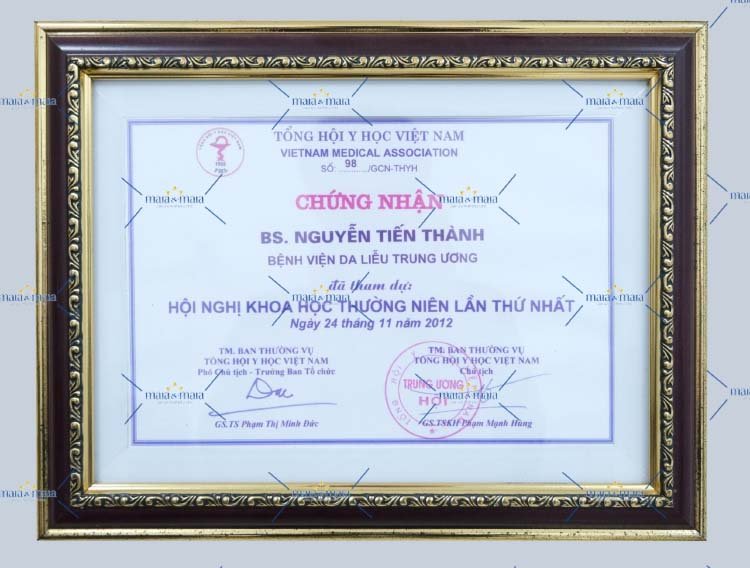 TỔNG HỘI Y HỌC VIỆT NAM
VIETNAM MEDICAL ASSOCIATION
SỐ: 98 /GCN-THYH
CHỨNG NHẬN
BS. NGUYỄN TIẾN THÀNH
BỆNH VIỆN DA LIỄU TRUNG ƯƠNG
đã tham dự:
HỘI NGHỊ KHOA HỌC THƯỜNG NIÊN LẦN THỨ NHẤT
Ngày 24 tháng 11 năm 2012
TM. BAN THƯỜNG VỤ
TỔNG HỘI Y HỌC VIỆT NAM
Phó Chủ tịch - Trưởng Ban Tổ chức
GS.TS Phạm Thị Minh Đức
TM. BAN THƯỜNG VỤ
TỔNG HỘI Y HỌC VIỆT NAM
Chủ tịch
TRUNG ƯƠNG
HỘI
GS.TSKH Phạm Mạnh Hùng
1955
maia&maia